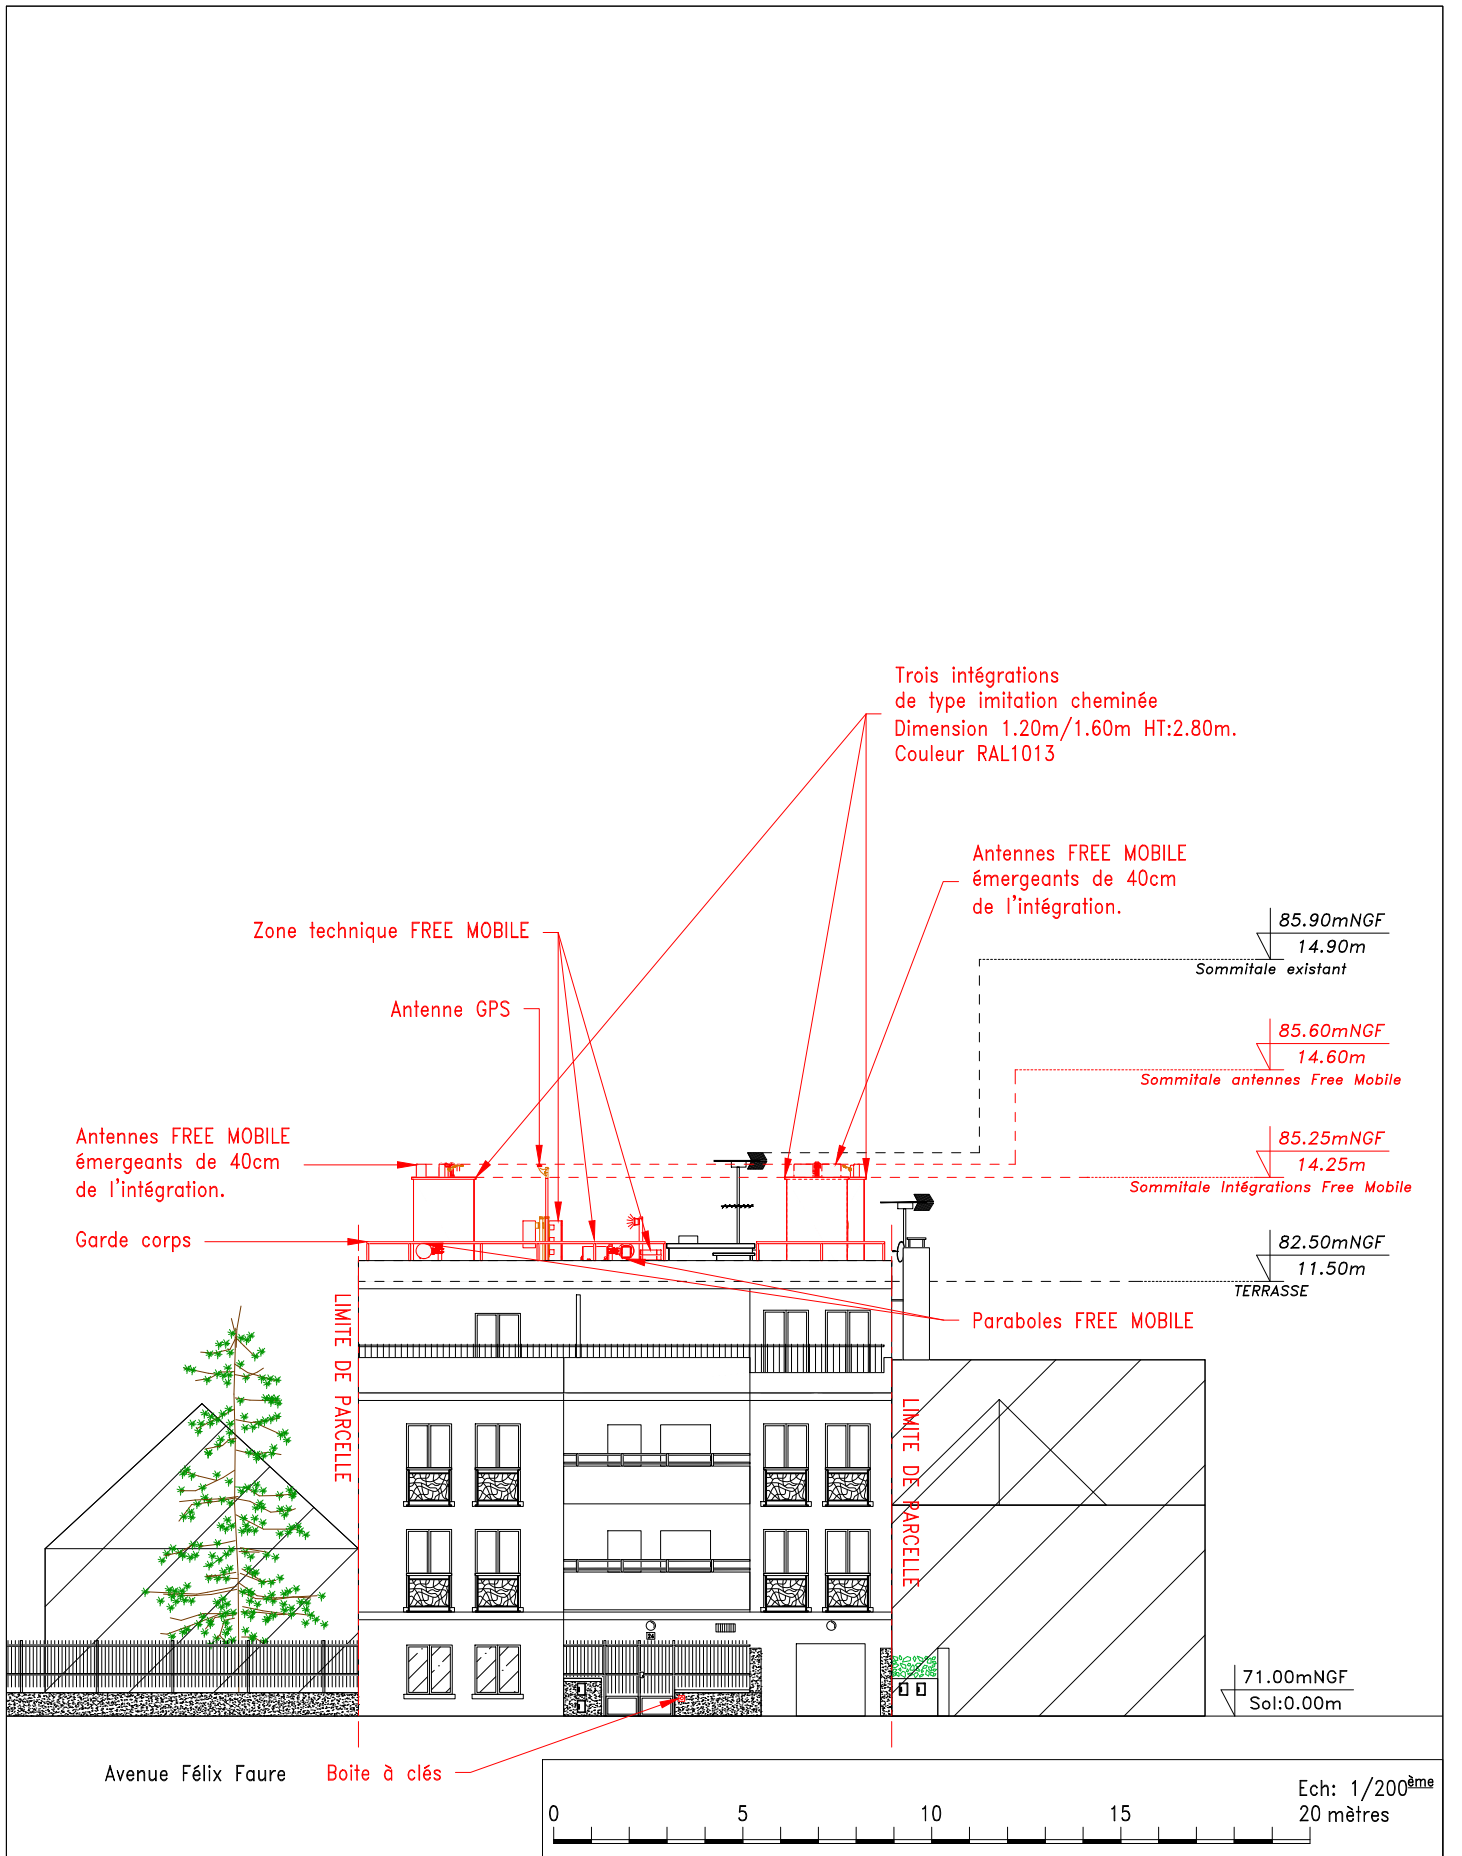 Trois intégrations
de type imitation cheminée
Dimension 1.20m/1.60m HT:2.80m.
Couleur RAL1013
Antennes FREE MOBILE
émergeants de 40cm
de l'intégration.
Zone technique FREE MOBILE
85.90mNGF
14.90m
Sommitale existant
Antenne GPS
85.60mNGF
14.60m
Sommitale antennes Free Mobile
Antennes FREE MOBILE
émergeants de 40cm
de l'intégration.
85.25mNGF
14.25m
Sommitale Intégrations Free Mobile
Garde corps
82.50mNGF
11.50m
TERRASSE
Paraboles FREE MOBILE
LIMITE DE PARCELLE
LIMITE DE PARCELLE
71.00mNGF
Sol:0.00m
Avenue Félix Faure
Boite à clés
Ech: 1/200ème
0 5 10 15 20 mètres